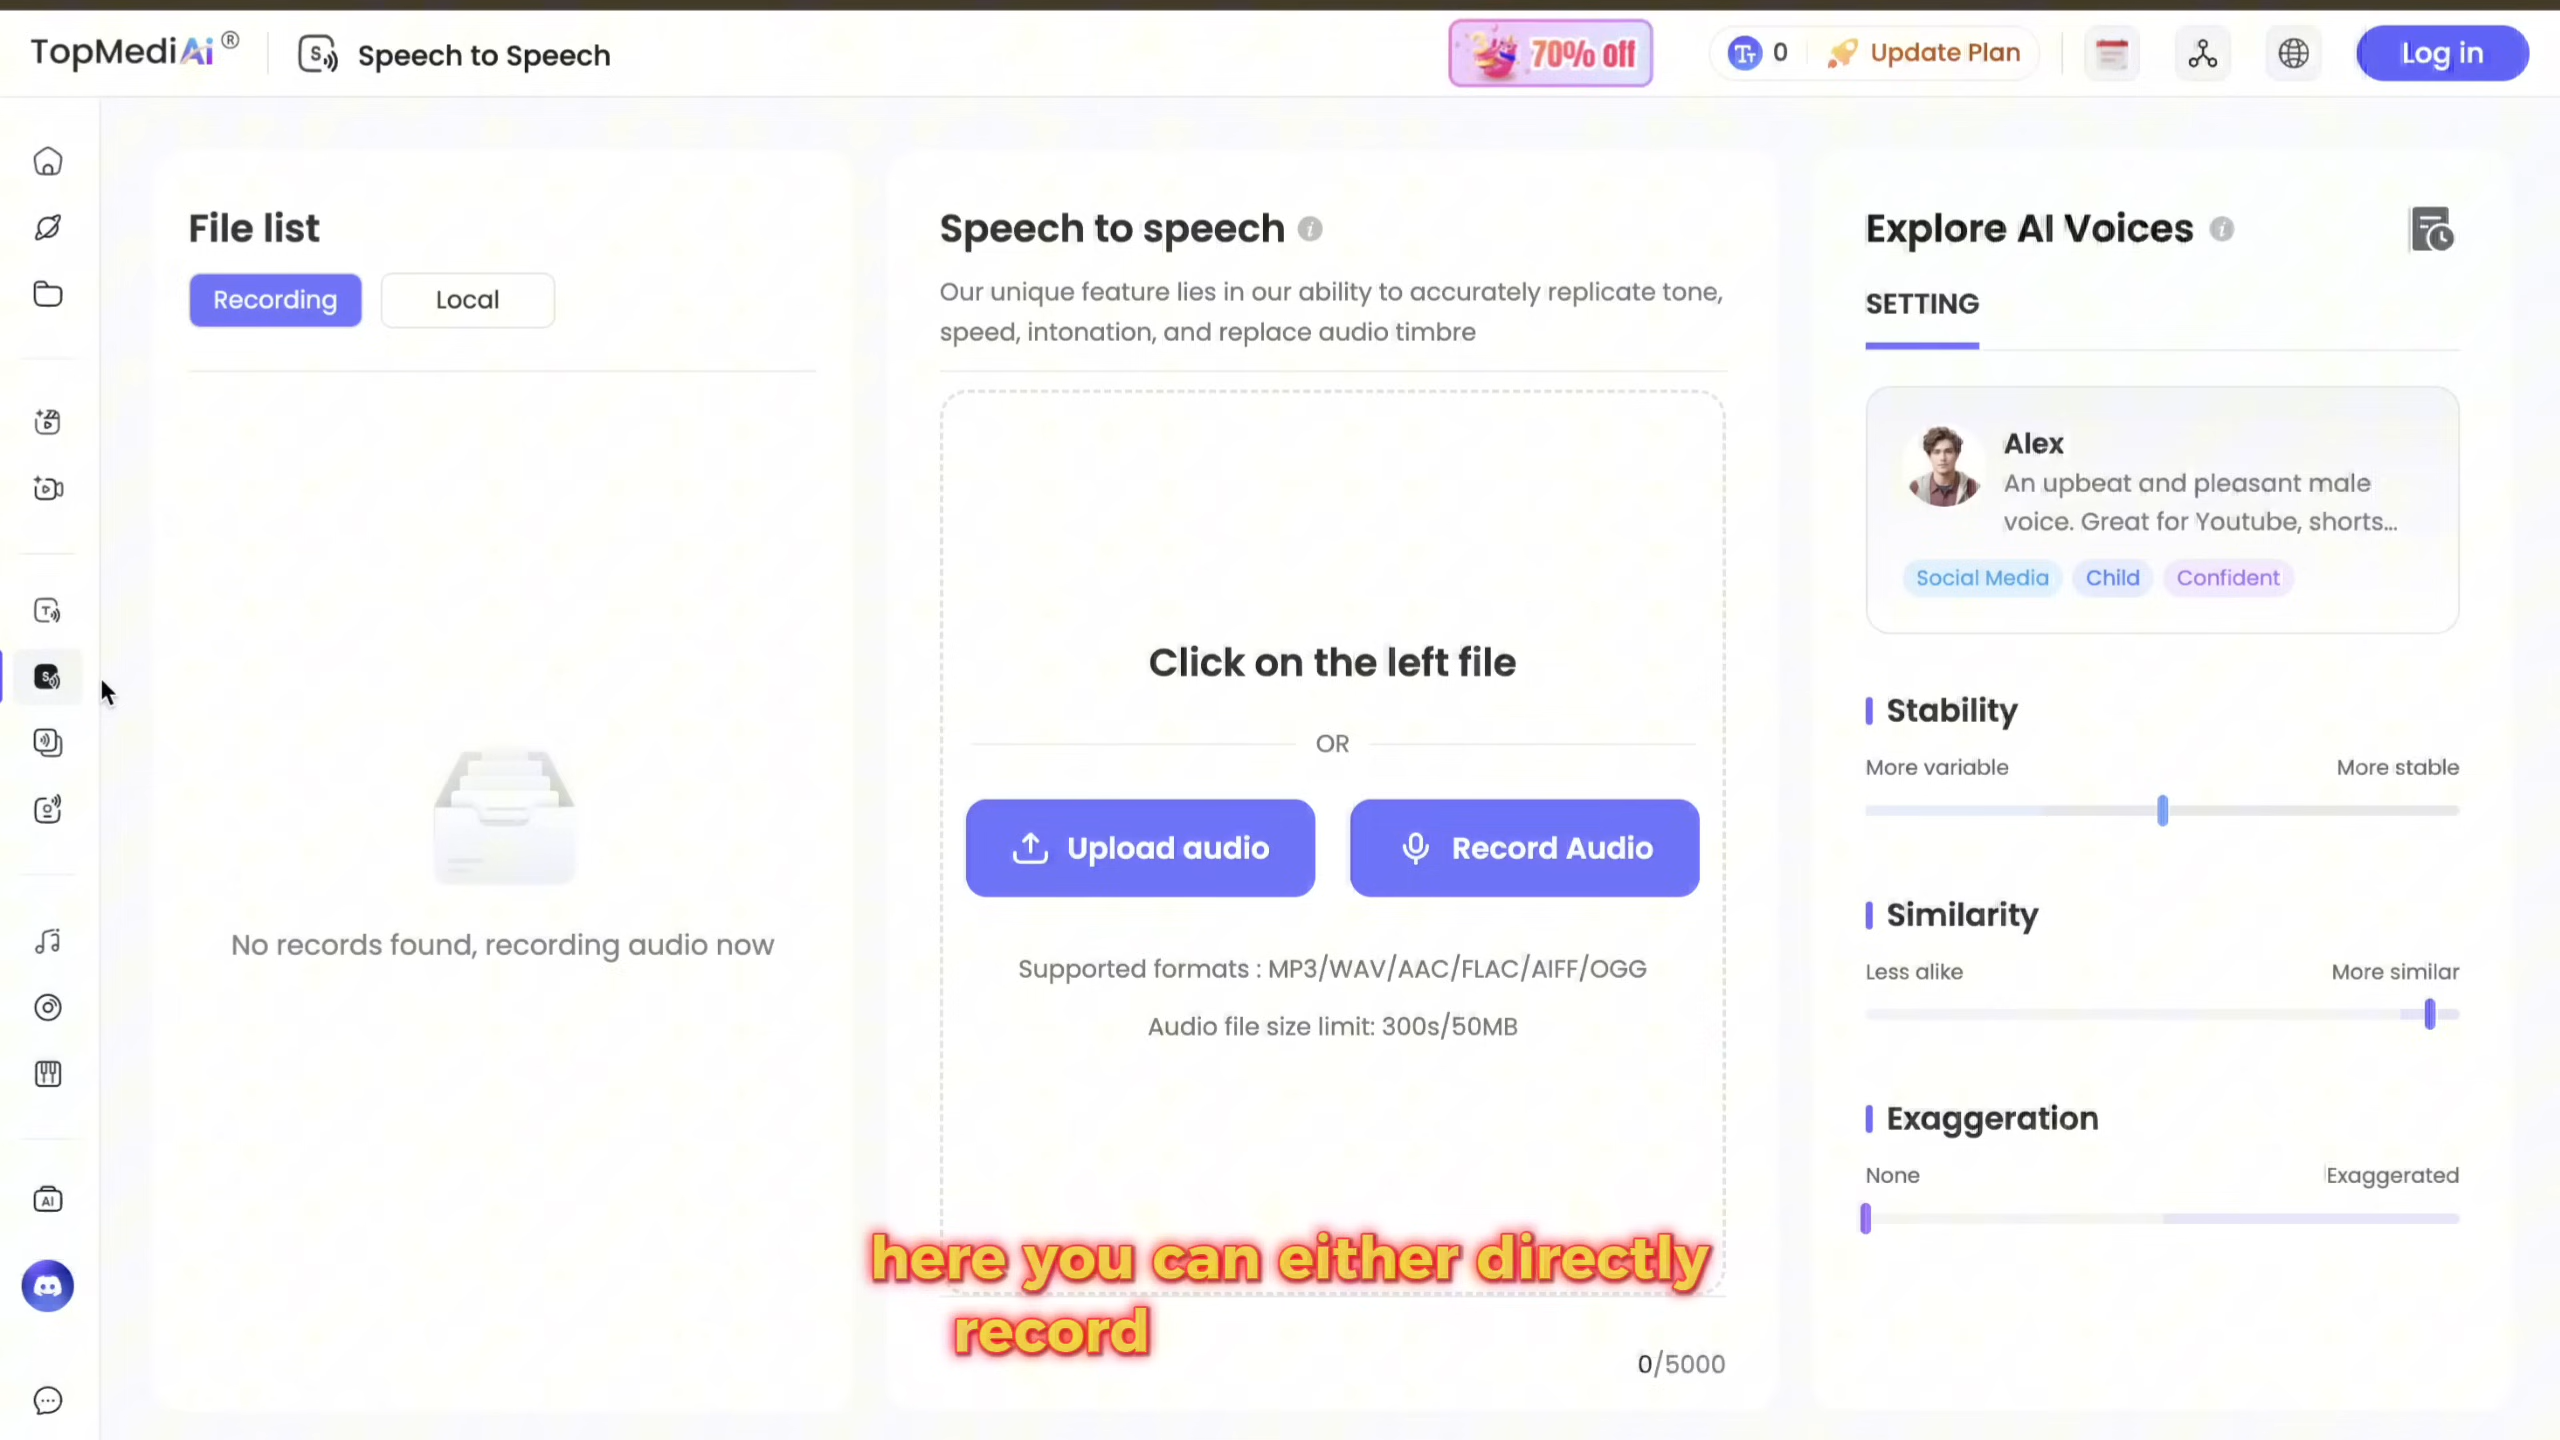 TopMediAi®
Speech to Speech
70% off
0
Update Plan
Log in
File list
Recording
Local
No records found, recording audio now
Speech to speech
Our unique feature lies in our ability to accurately replicate tone,
speed, intonation, and replace audio timbre
Click on the left file
OR
Upload audio
Record Audio
Supported formats : MP3/WAV/AAC/FLAC/AIFF/OGG
Audio file size limit: 300s/50MB
here you can either directly
record
0/5000
Explore AI Voices
SETTING
Alex
An upbeat and pleasant male
voice. Great for Youtube, shorts...
Social Media
Child
Confident
Stability
More variable
More stable
Similarity
Less alike
More similar
Exaggeration
None
Exaggerated
AI